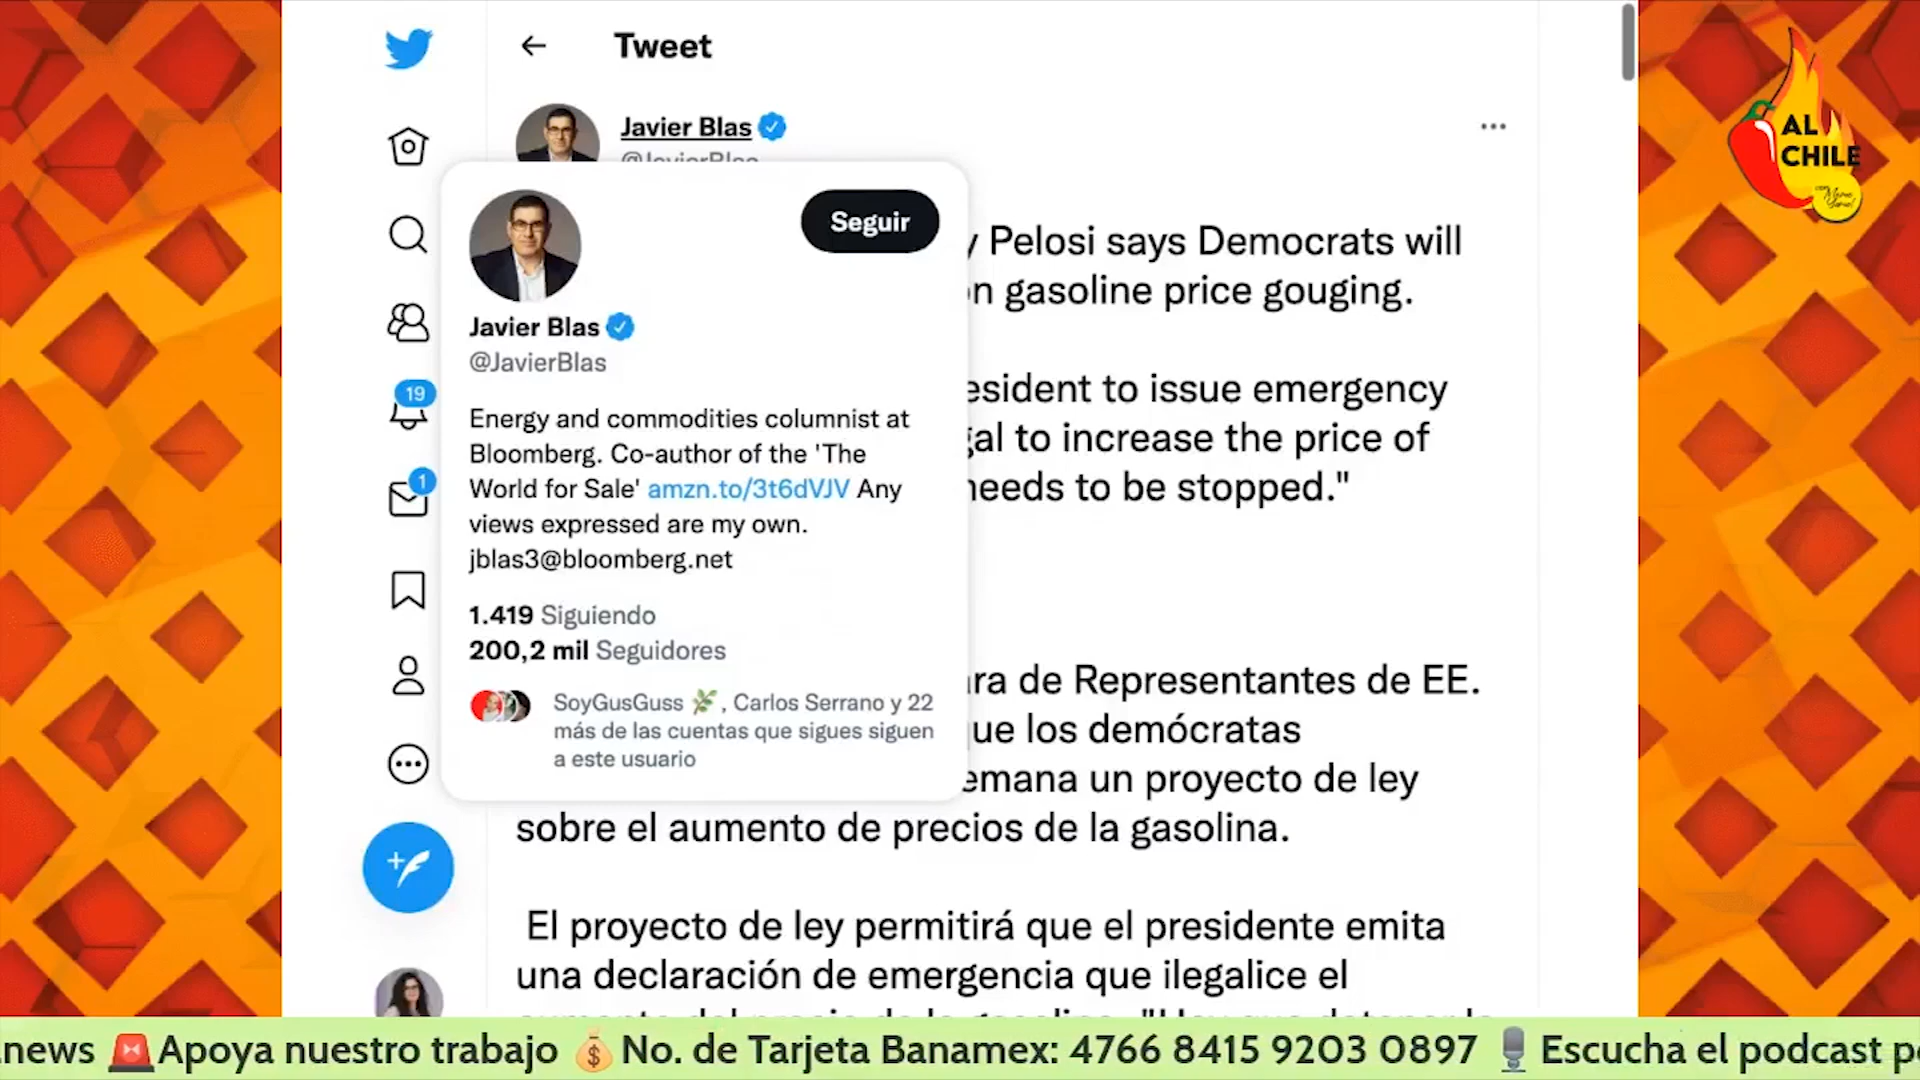 Tweet
Javier Blas
@JavierBlas
Seguir
Javier Blas
@JavierBlas
Energy and commodities columnist at
Bloomberg. Co-author of the 'The
World for Sale' amzn.to/3t6dVJV Any
views expressed are my own.
jblas3@bloomberg.net
1.419 Siguiendo
200,2 mil Seguidores
SoyGusGuss 🌿, Carlos Serrano y 22
más de las cuentas que sigues siguen
a este usuario
19
1
Pelosi says Democrats will
gasoline price gouging.
to issue emergency
to increase the price of
needs to be stopped."
de Representantes de EE.
los demócratas
un proyecto de ley
sobre el aumento de precios de la gasolina.
El proyecto de ley permitirá que el presidente emita
una declaración de emergencia que ilegalice el
AL
CHILE
news 🚨Apoya nuestro trabajo 💰No. de Tarjeta Banamex: 4766 8415 9203 0897 🎙️Escucha el podcast